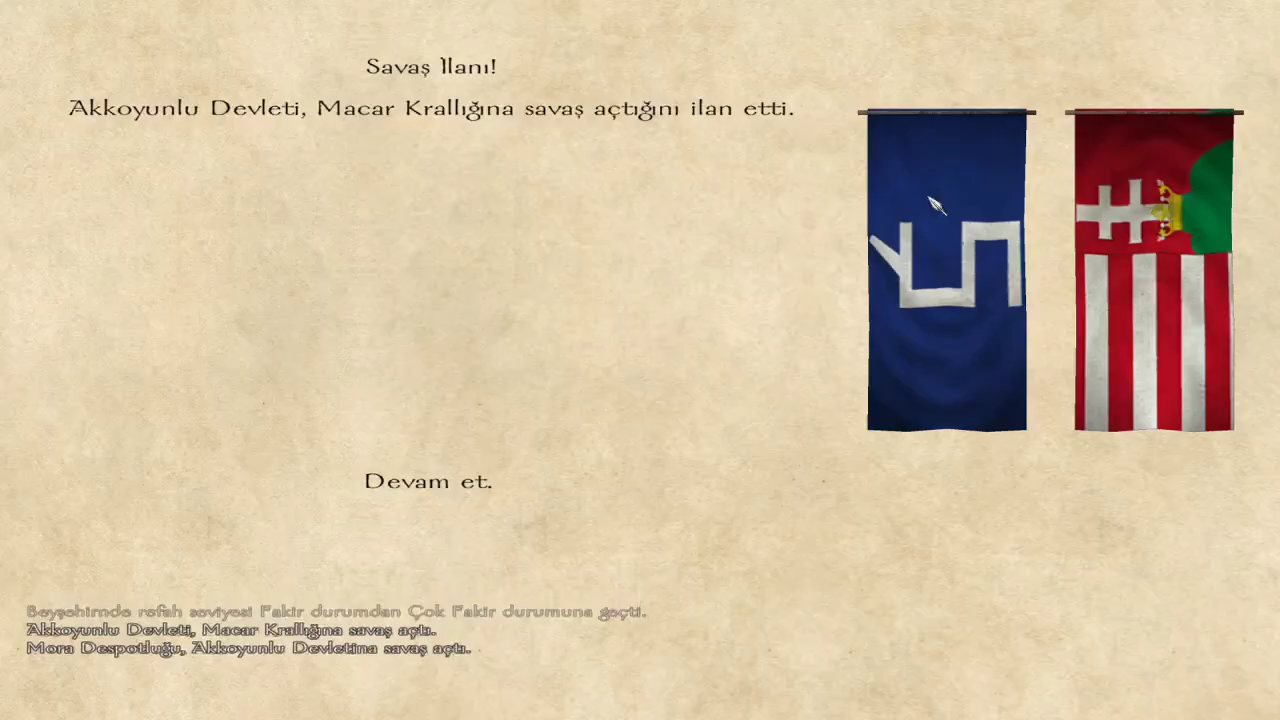 Savaş İlanı!
Akkoyunlu Devleti, Macar Krallığına savaş açtığını ilan etti.
Devam et.
Beyşehirnde refah seviyesi Fakir durumdan Çok Fakir durumuna geçti.
Akkoyunlu Devleti, Macar Krallığına savaş açtı.
Mora Despotluğu, Akkoyunlu Devletina savaş açtı.